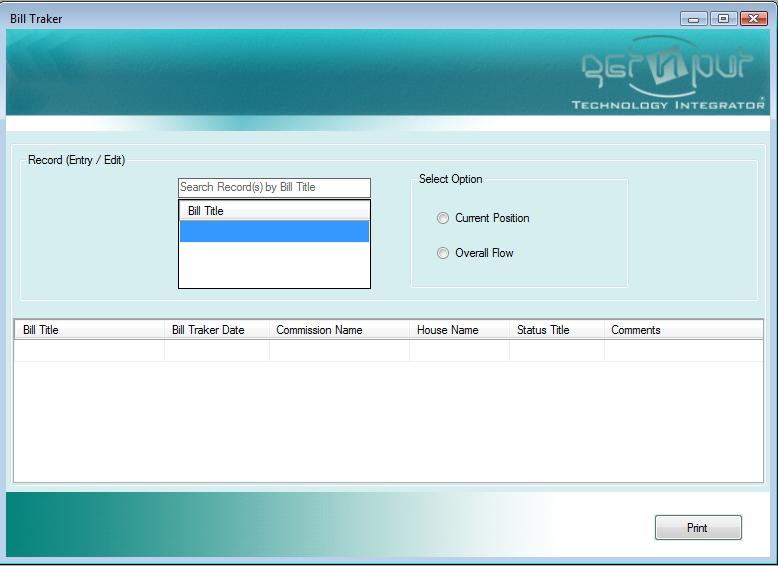 Bill Traker
getnput
TECHNOLOGY INTEGRATOR
Record (Entry / Edit)
Search Record(s) by Bill Title
Bill Title
Select Option
Current Position
Overall Flow
Bill Title Bill Traker Date Commission Name House Name Status Title Comments
Print